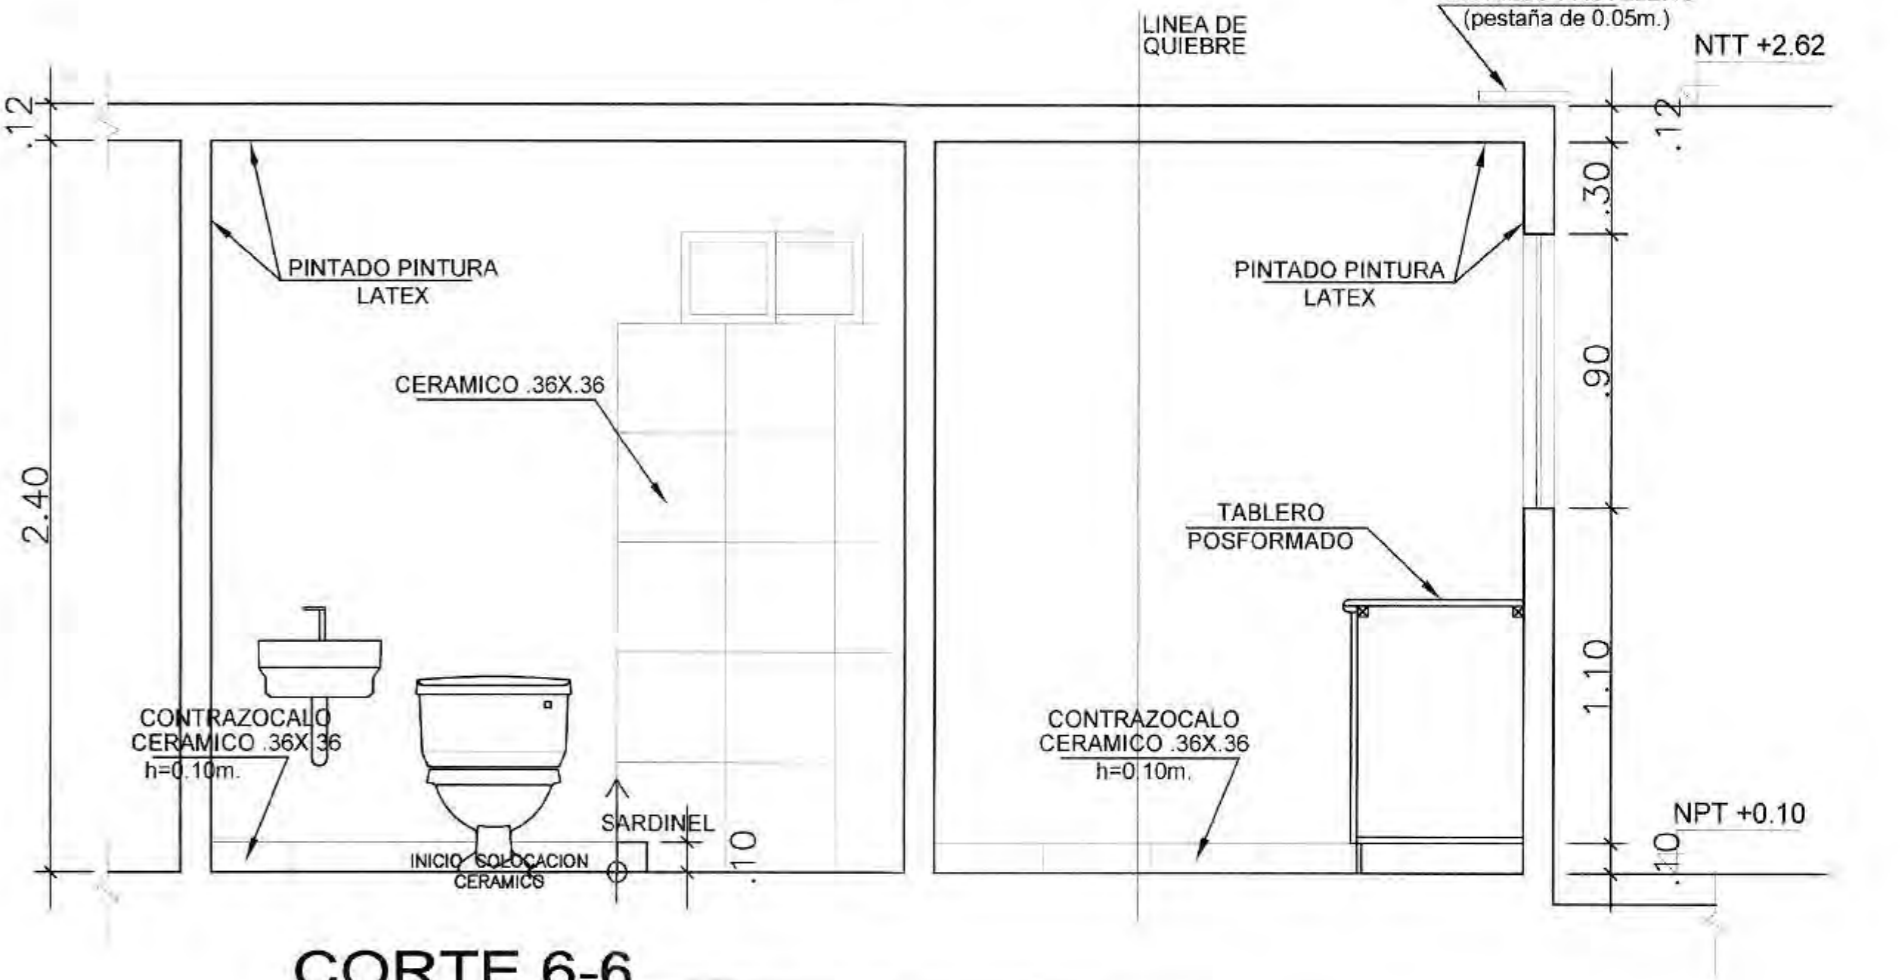 (pestaña de 0.05m.)
LINEA DE
QUIEBRE
NTT +2.62
.12
.12
.30
PINTADO PINTURA
LATEX
PINTADO PINTURA
LATEX
CERAMICO .36X.36
.90
2.40
TABLERO
POSFORMADO
1.10
CONTRAZOCALO
CERAMICO .36X.36
h=0.10m.
CONTRAZOCALO
CERAMICO .36X.36
h=0.10m.
SARDINEL
.10
INICIO COLOCACION
CERAMICO
NPT +0.10
.10
CORTE 6-6